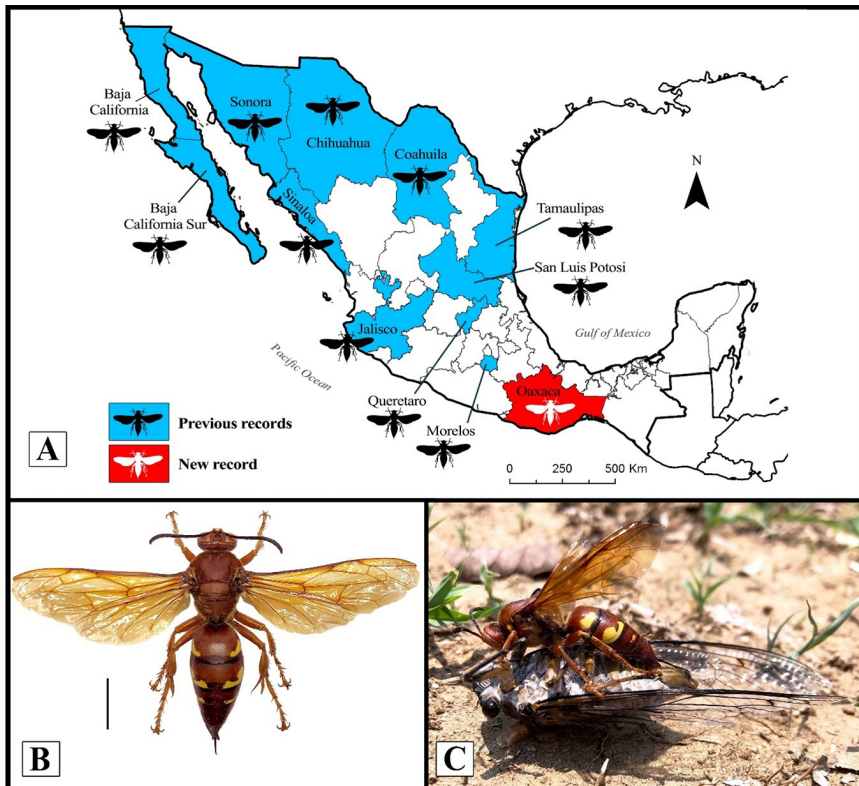 Baja
California
Sonora
Chihuahua
Coahuila
N
Baja
California Sur
Sinaloa
Tamaulipas
San Luis Potosi
Jalisco
Gulf of Mexico
Pacific Ocean
Queretaro
Morelos
Oaxaca
Previous records
New record
0 250 500 Km
A
B
C